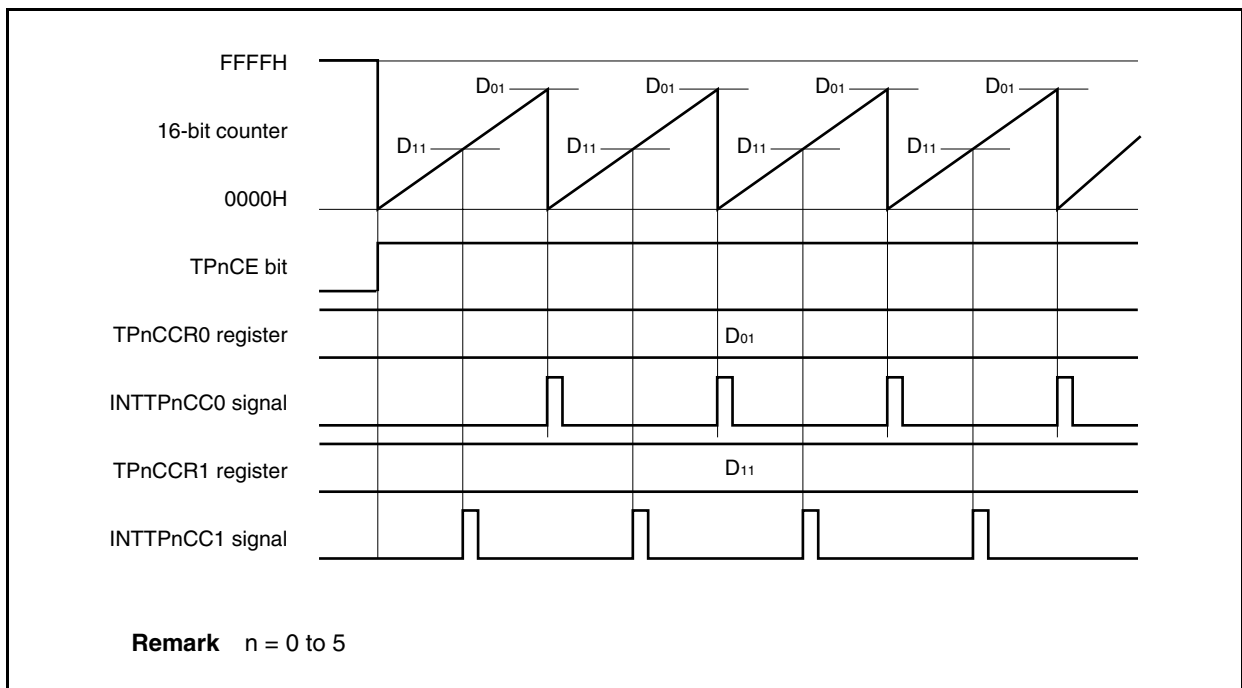 FFFFH
D01 D01 D01 D01
16-bit counter
D11 D11 D11 D11
0000H
TPnCE bit
TPnCCR0 register
D01
INTTPnCC0 signal
TPnCCR1 register
D11
INTTPnCC1 signal
Remark n = 0 to 5